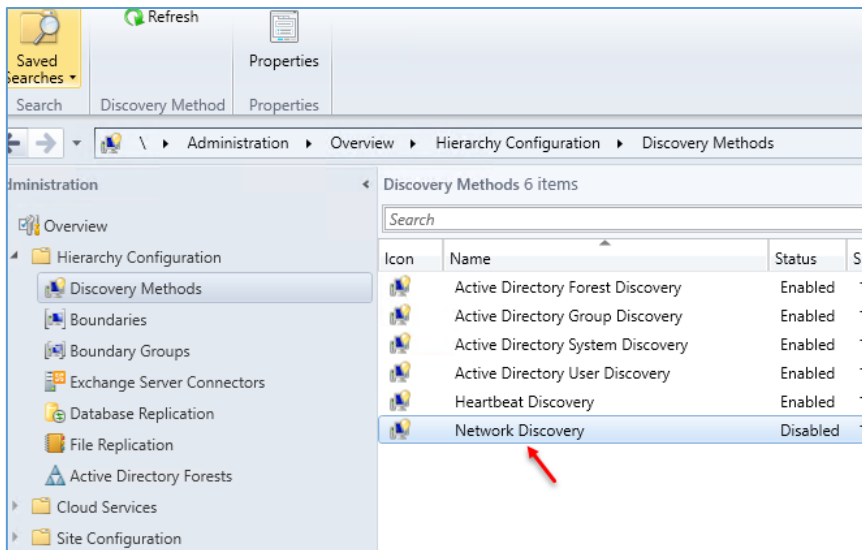 Refresh
Saved
Searches
Properties
Search
Discovery Method
Properties
\ Administration Overview Hierarchy Configuration Discovery Methods
dministration
Discovery Methods 6 items
Search
Overview
Hierarchy Configuration
Discovery Methods
Boundaries
Boundary Groups
Exchange Server Connectors
Database Replication
File Replication
Active Directory Forests
Cloud Services
Site Configuration
Icon Name Status S
Active Directory Forest Discovery Enabled
Active Directory Group Discovery Enabled
Active Directory System Discovery Enabled
Active Directory User Discovery Enabled
Heartbeat Discovery Enabled
Network Discovery Disabled